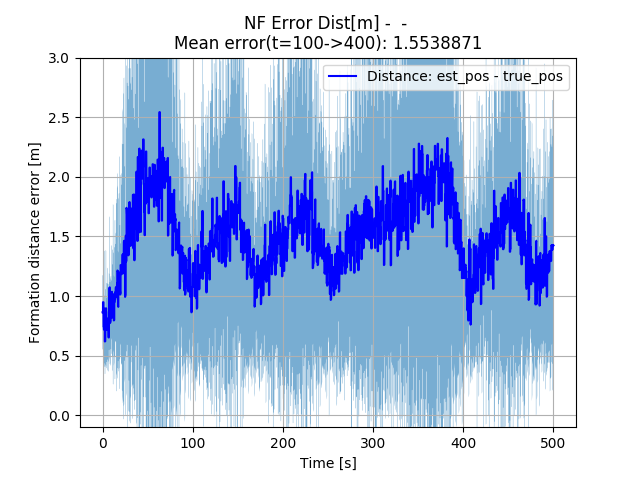 NF Error Dist[m] -  -
Mean error(t=100->400): 1.5538871
Distance: est_pos - true_pos
Formation distance error [m]
3.0
2.5
2.0
1.5
1.0
0.5
0.0
0 100 200 300 400 500
Time [s]